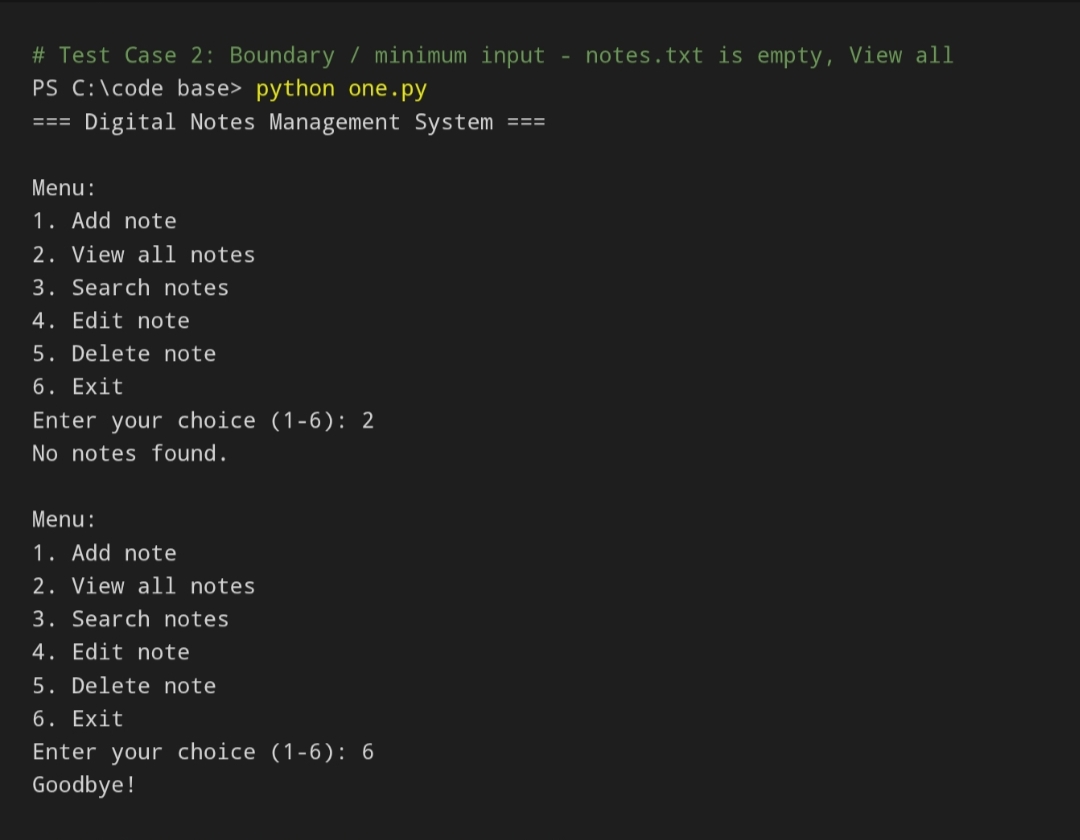 # Test Case 2: Boundary / minimum input - notes.txt is empty, View all
PS C:\code base> python one.py
=== Digital Notes Management System ===
Menu:
1. Add note
2. View all notes
3. Search notes
4. Edit note
5. Delete note
6. Exit
Enter your choice (1-6): 2
No notes found.
Menu:
1. Add note
2. View all notes
3. Search notes
4. Edit note
5. Delete note
6. Exit
Enter your choice (1-6): 6
Goodbye!